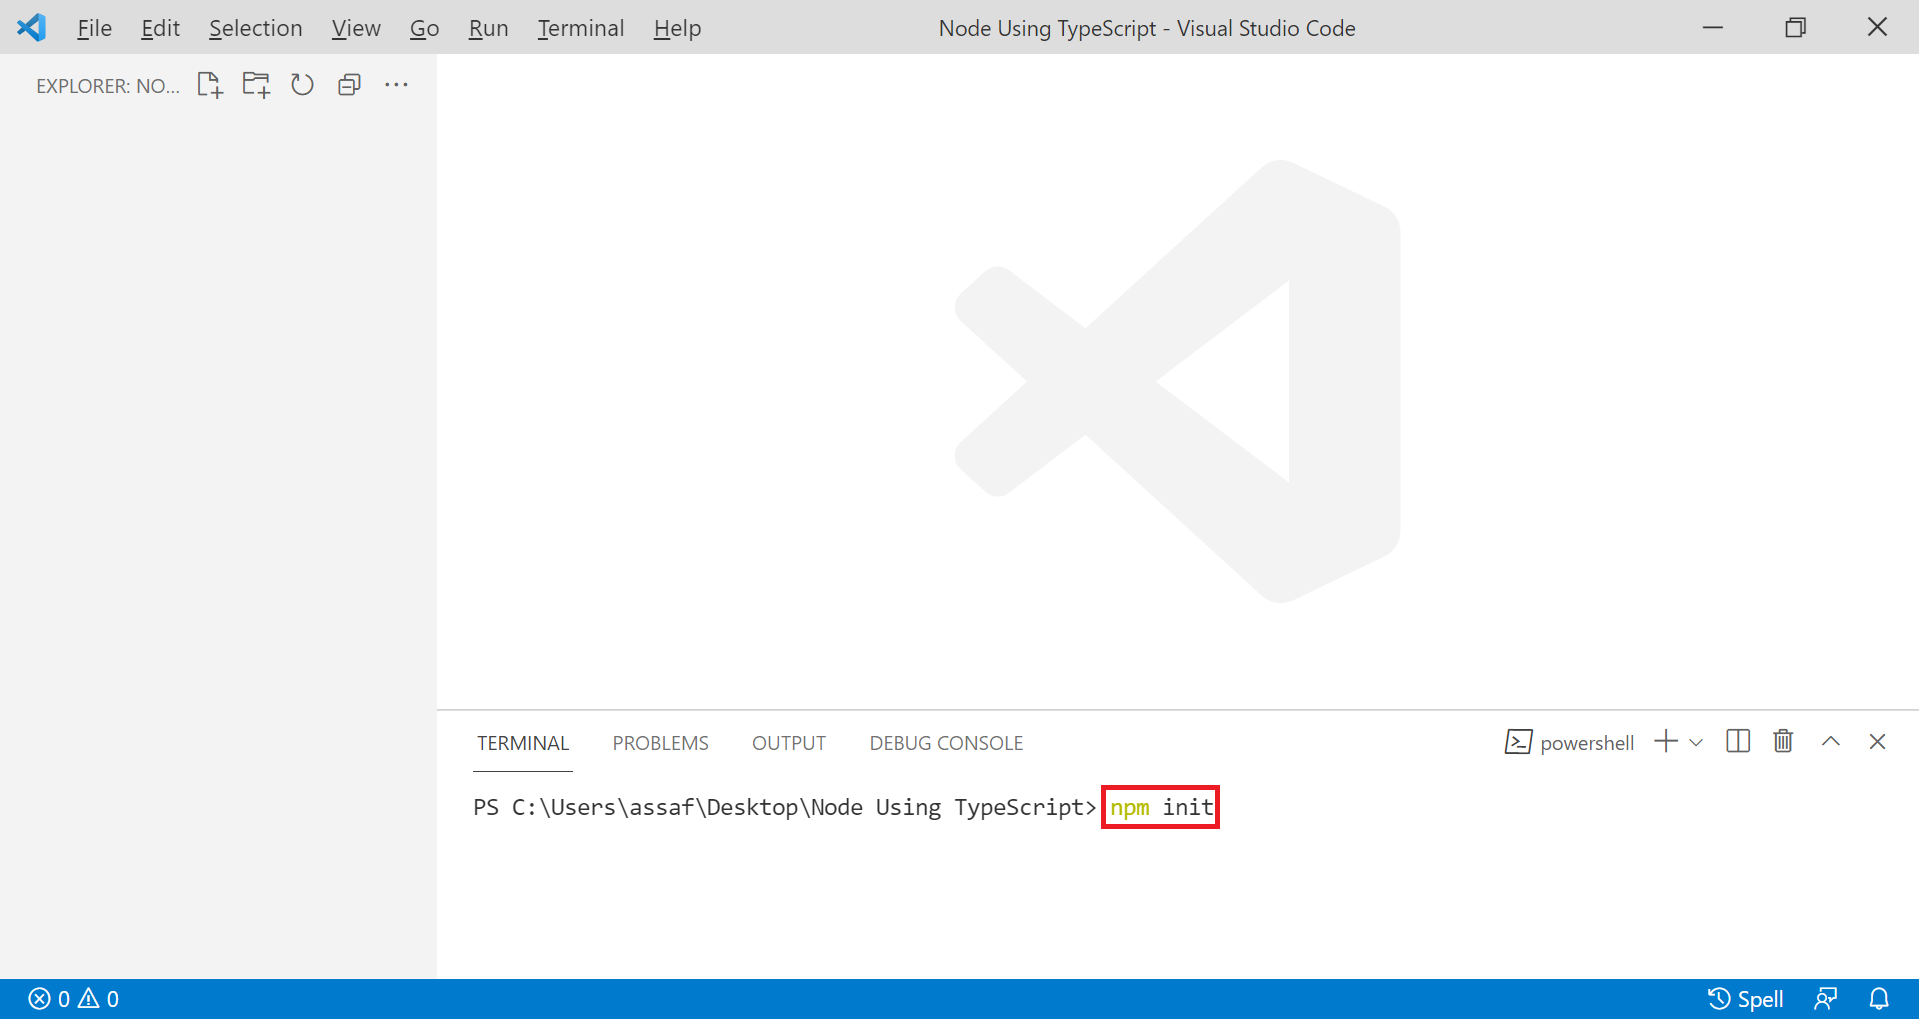 File Edit Selection View Go Run Terminal Help Node Using TypeScript - Visual Studio Code
EXPLORER: NO...
TERMINAL PROBLEMS OUTPUT DEBUG CONSOLE powershell
PS C:\Users\assaf\Desktop\Node Using TypeScript> npm init
0 0 Spell